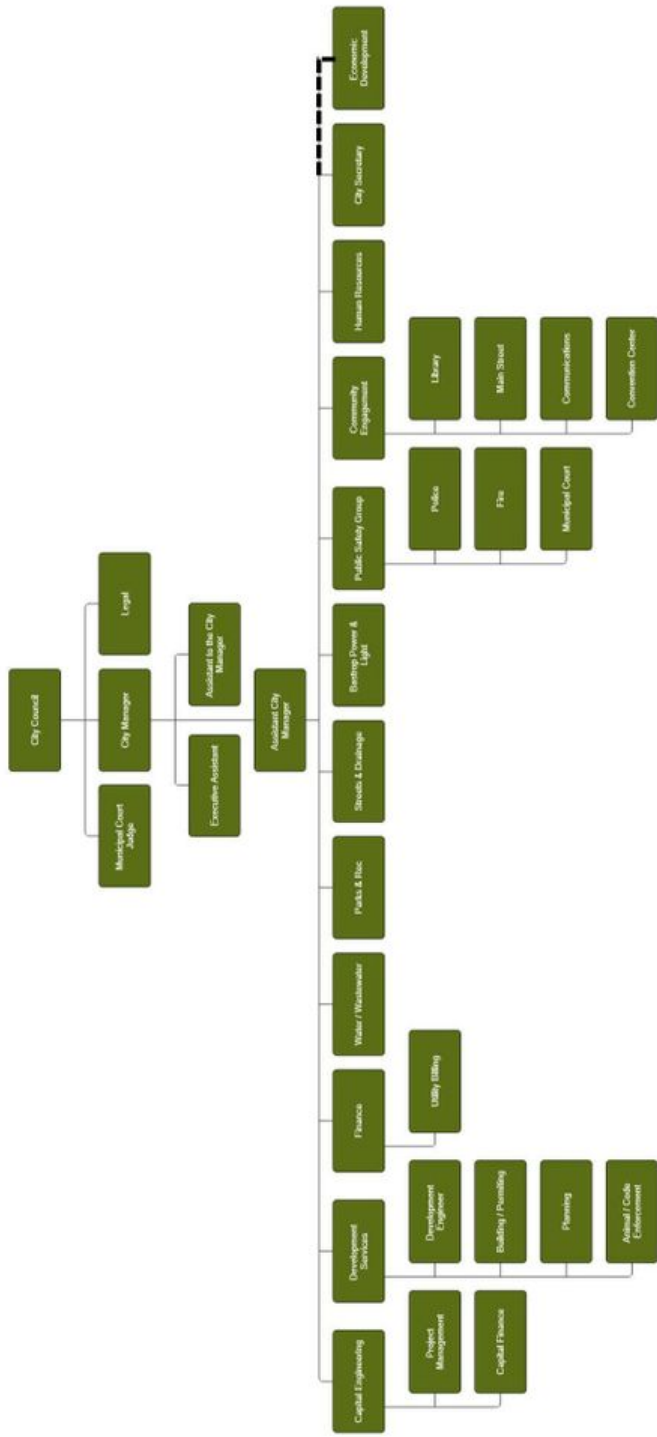 City Council
Municipal Court
Judge
City Manager
Legal
Executive Assistant
Assistant to the City
Manager
Assistant City
Manager
Capital Engineering
Development
Services
Finance
Water / Wastewater
Parks & Rec
Streets & Drainage
Bastrop Power &
Light
Public Safety Group
Community
Engagement
Human Resources
City Secretary
Economic
Development
Project
Management
Capital Finance
Development
Engineer
Building / Permitting
Planning
Animal / Code
Enforcement
Utility Billing
Police
Fire
Municipal Court
Library
Main Street
Communications
Convention Center